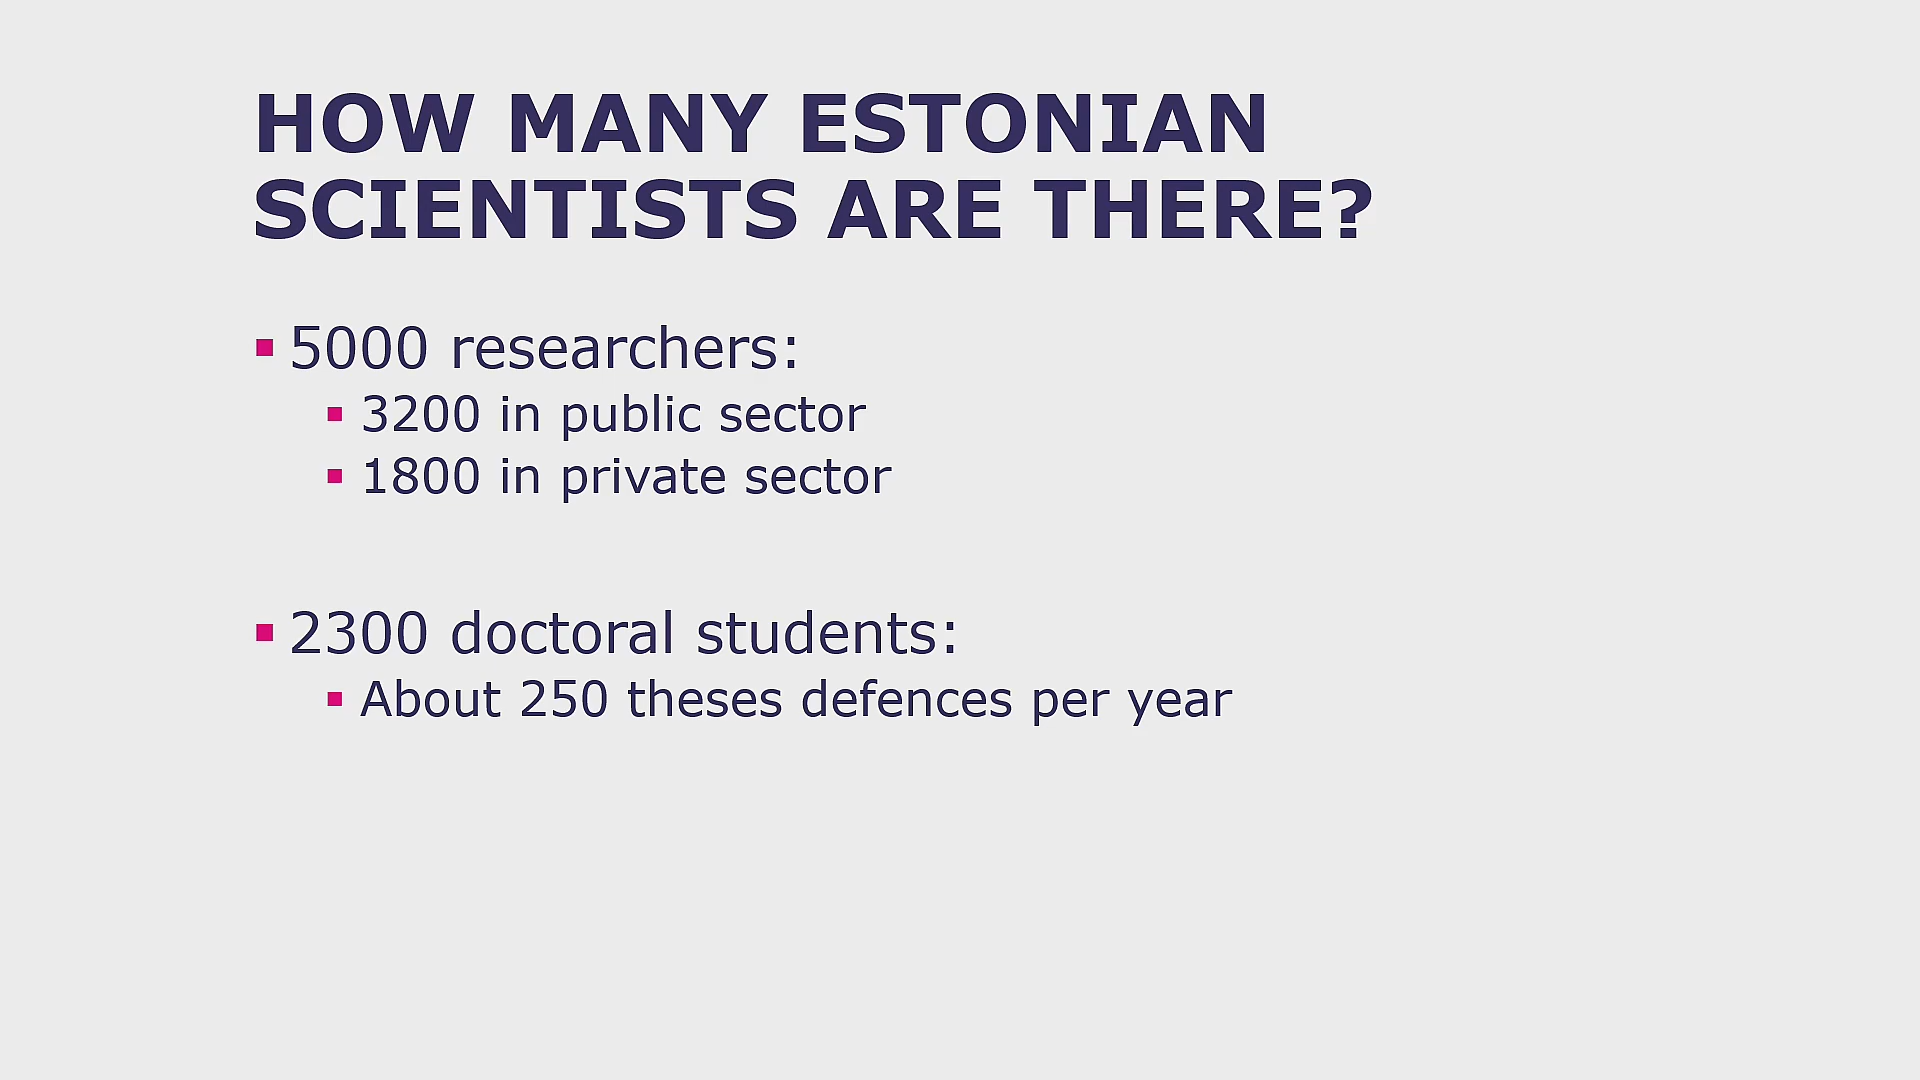 HOW MANY ESTONIAN
SCIENTISTS ARE THERE?
5000 researchers:
3200 in public sector
1800 in private sector
2300 doctoral students:
About 250 theses defences per year